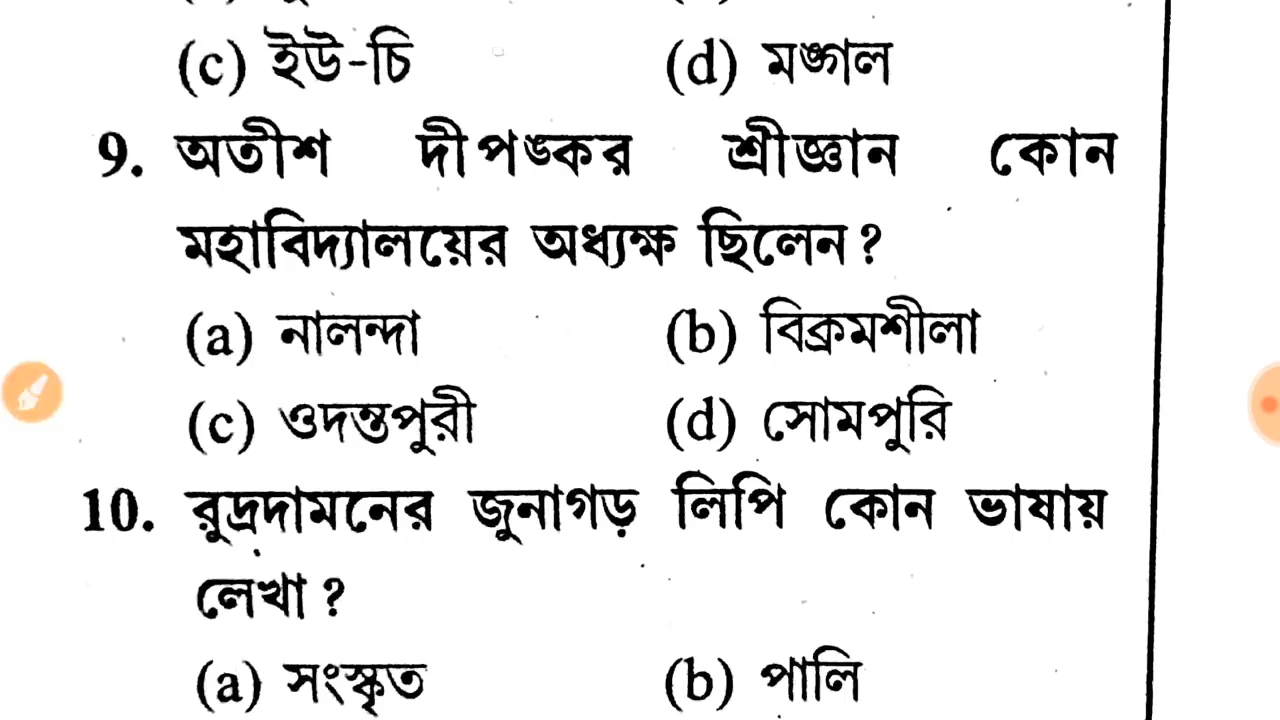 (c) ইউ-চি (d) মঙ্গল
9. অতীশ দীপঙ্কর শ্রীজ্ঞান কোন
মহাবিদ্যালয়ের অধ্যক্ষ ছিলেন?
(a) নালন্দা (b) বিক্রমশীলা
(c) ওদন্তপুরী (d) সোমপুরি
10. রুদ্রদামনের জুনাগড় লিপি কোন ভাষায়
লেখা?
(a) সংস্কৃত (b) পালি